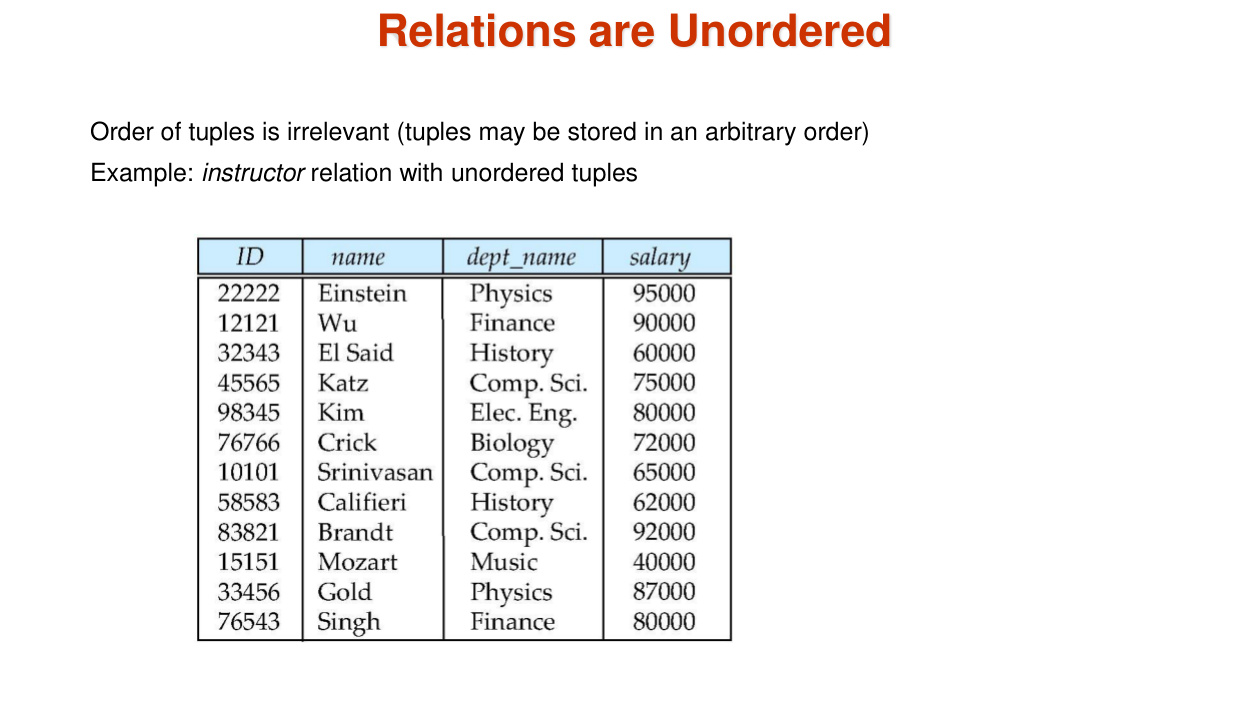 Relations are Unordered
Order of tuples is irrelevant (tuples may be stored in an arbitrary order)
Example: instructor relation with unordered tuples
ID name dept_name salary
22222 Einstein Physics 95000
12121 Wu Finance 90000
32343 El Said History 60000
45565 Katz Comp. Sci. 75000
98345 Kim Elec. Eng. 80000
76766 Crick Biology 72000
10101 Srinivasan Comp. Sci. 65000
58583 Califieri History 62000
83821 Brandt Comp. Sci. 92000
15151 Mozart Music 40000
33456 Gold Physics 87000
76543 Singh Finance 80000